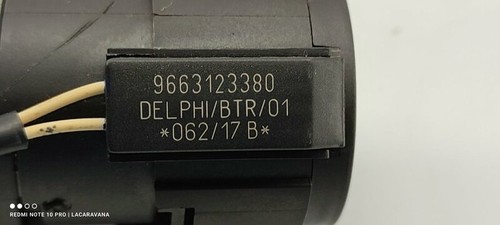 9663123380
DELPHI/BTR/01
*062/17 B*
REDMI NOTE 10 PRO | LACARAVANA